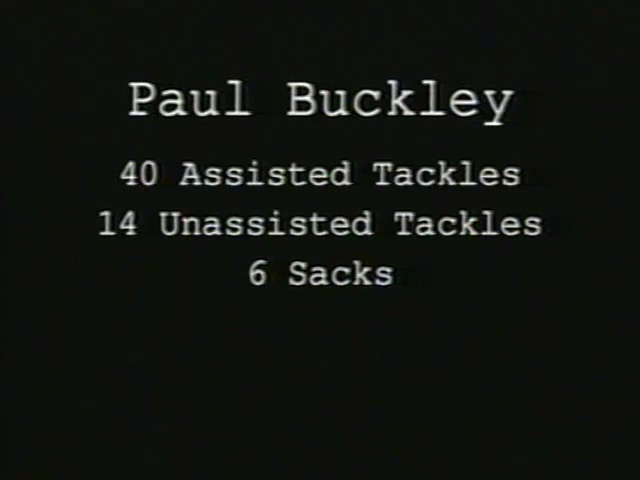 Paul Buckley
40 Assisted Tackles
14 Unassisted Tackles
6 Sacks